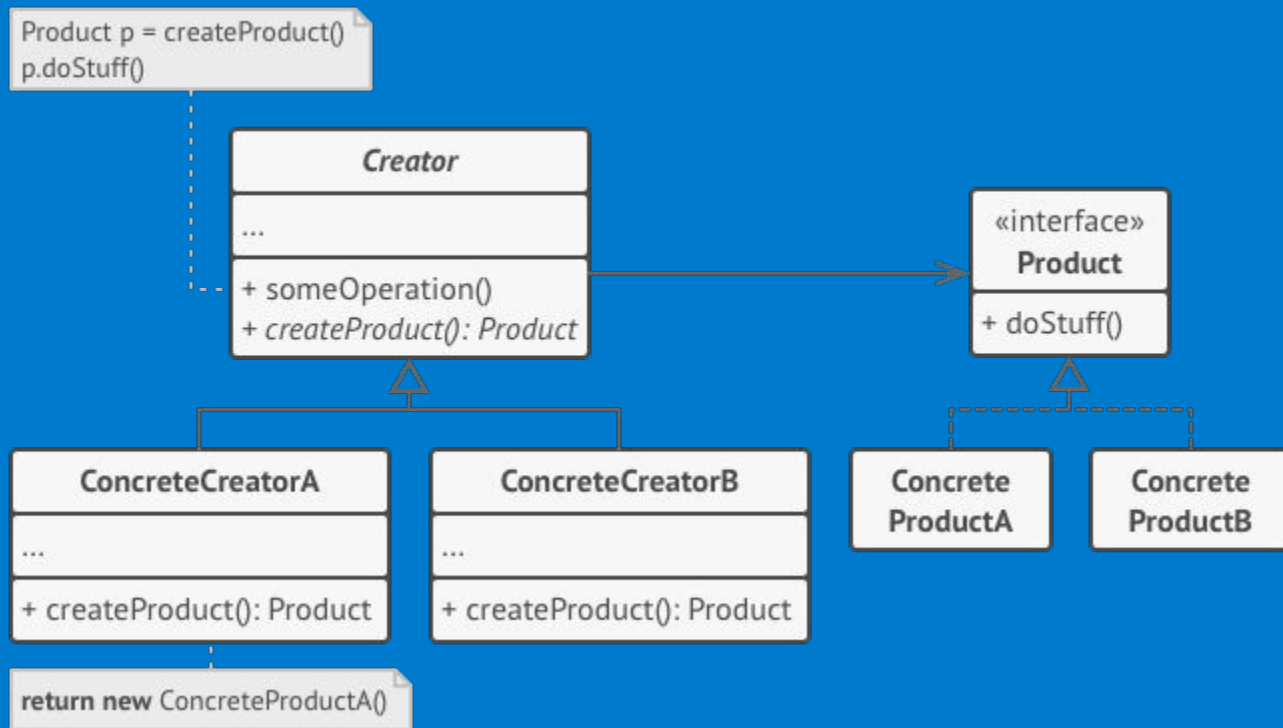 Product p = createProduct()
p.doStuff()
Creator
...
+ someOperation()
+ createProduct(): Product
«interface»
Product
+ doStuff()
ConcreteCreatorA
...
+ createProduct(): Product
ConcreteCreatorB
...
+ createProduct(): Product
Concrete
ProductA
Concrete
ProductB
return new ConcreteProductA()